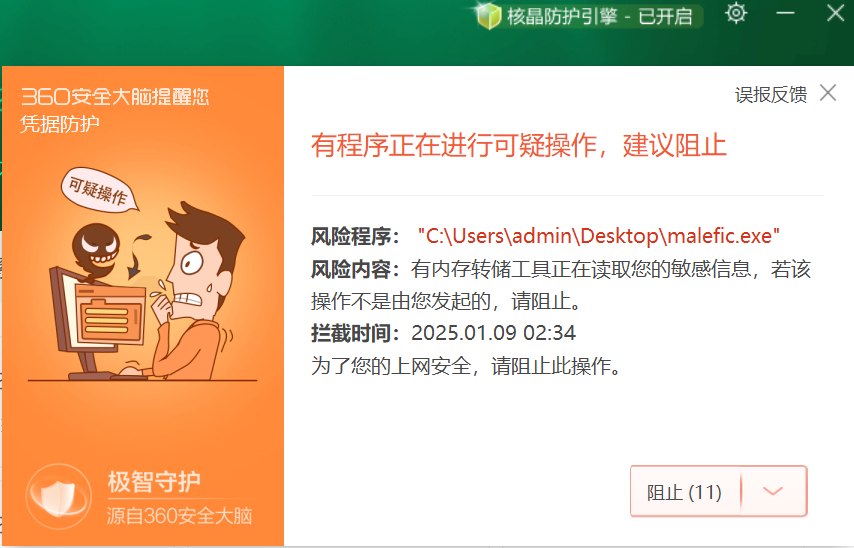 核晶防护引擎 - 已开启
360安全大脑提醒您
凭据防护
误报反馈
可疑操作
有程序正在进行可疑操作，建议阻止
风险程序： "C:\Users\admin\Desktop\malefic.exe"
风险内容：有内存转储工具正在读取您的敏感信息，若该
操作不是由您发起的，请阻止。
拦截时间：2025.01.09 02:34
为了您的上网安全，请阻止此操作。
极智守护
源自360安全大脑
阻止 (11)